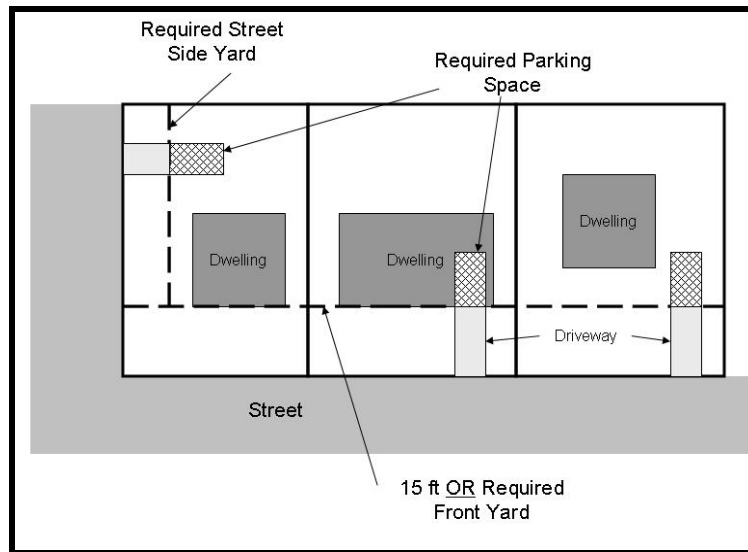 Required Street
Side Yard
Required Parking
Space
Dwelling
Dwelling
Dwelling
Driveway
Street
15 ft OR Required
Front Yard